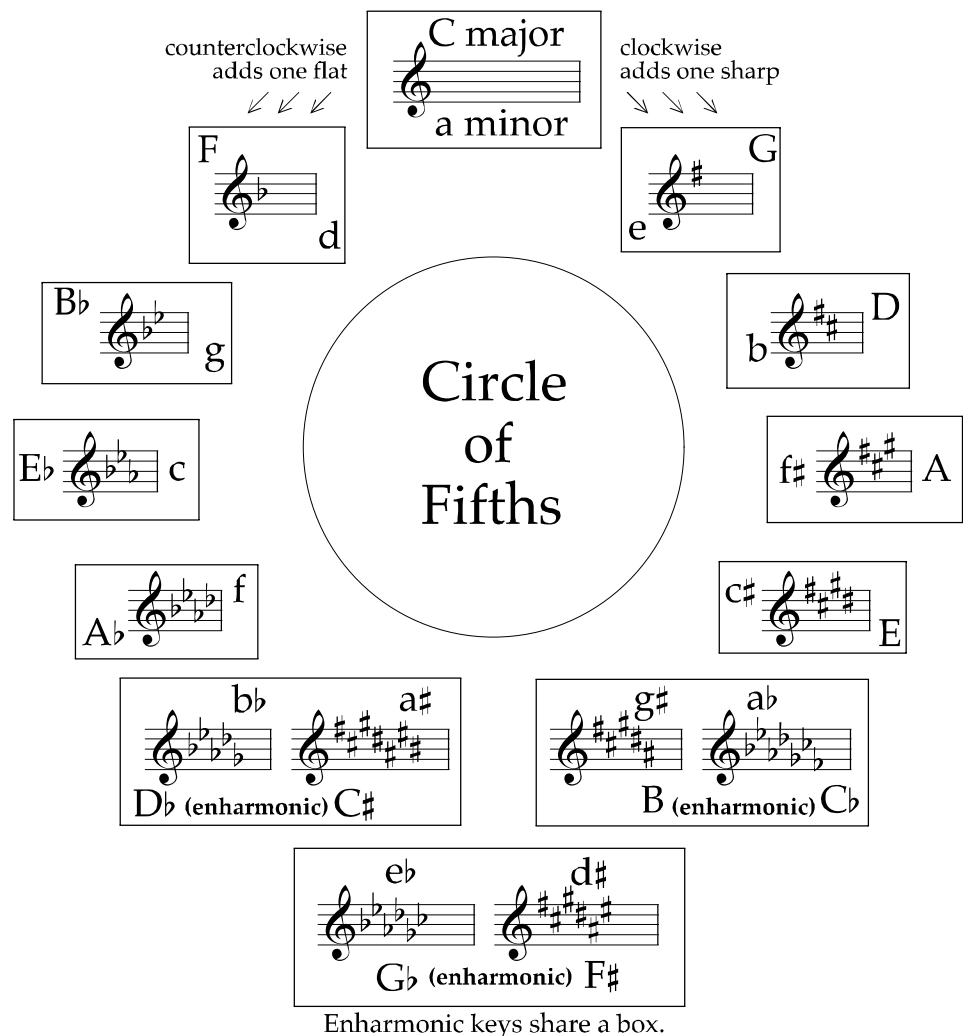 C major
a minor
counterclockwise
adds one flat
clockwise
adds one sharp
F
d
G
e
B♭
g
D
b
E♭
c
f♯
A
A♭
f
c♯
E
Circle
of
Fifths
b♭
a♯
D♭ (enharmonic) C♯
g♯
a♭
B (enharmonic) C♭
e♭
d♯
G♭ (enharmonic) F♯
Enharmonic keys share a box.